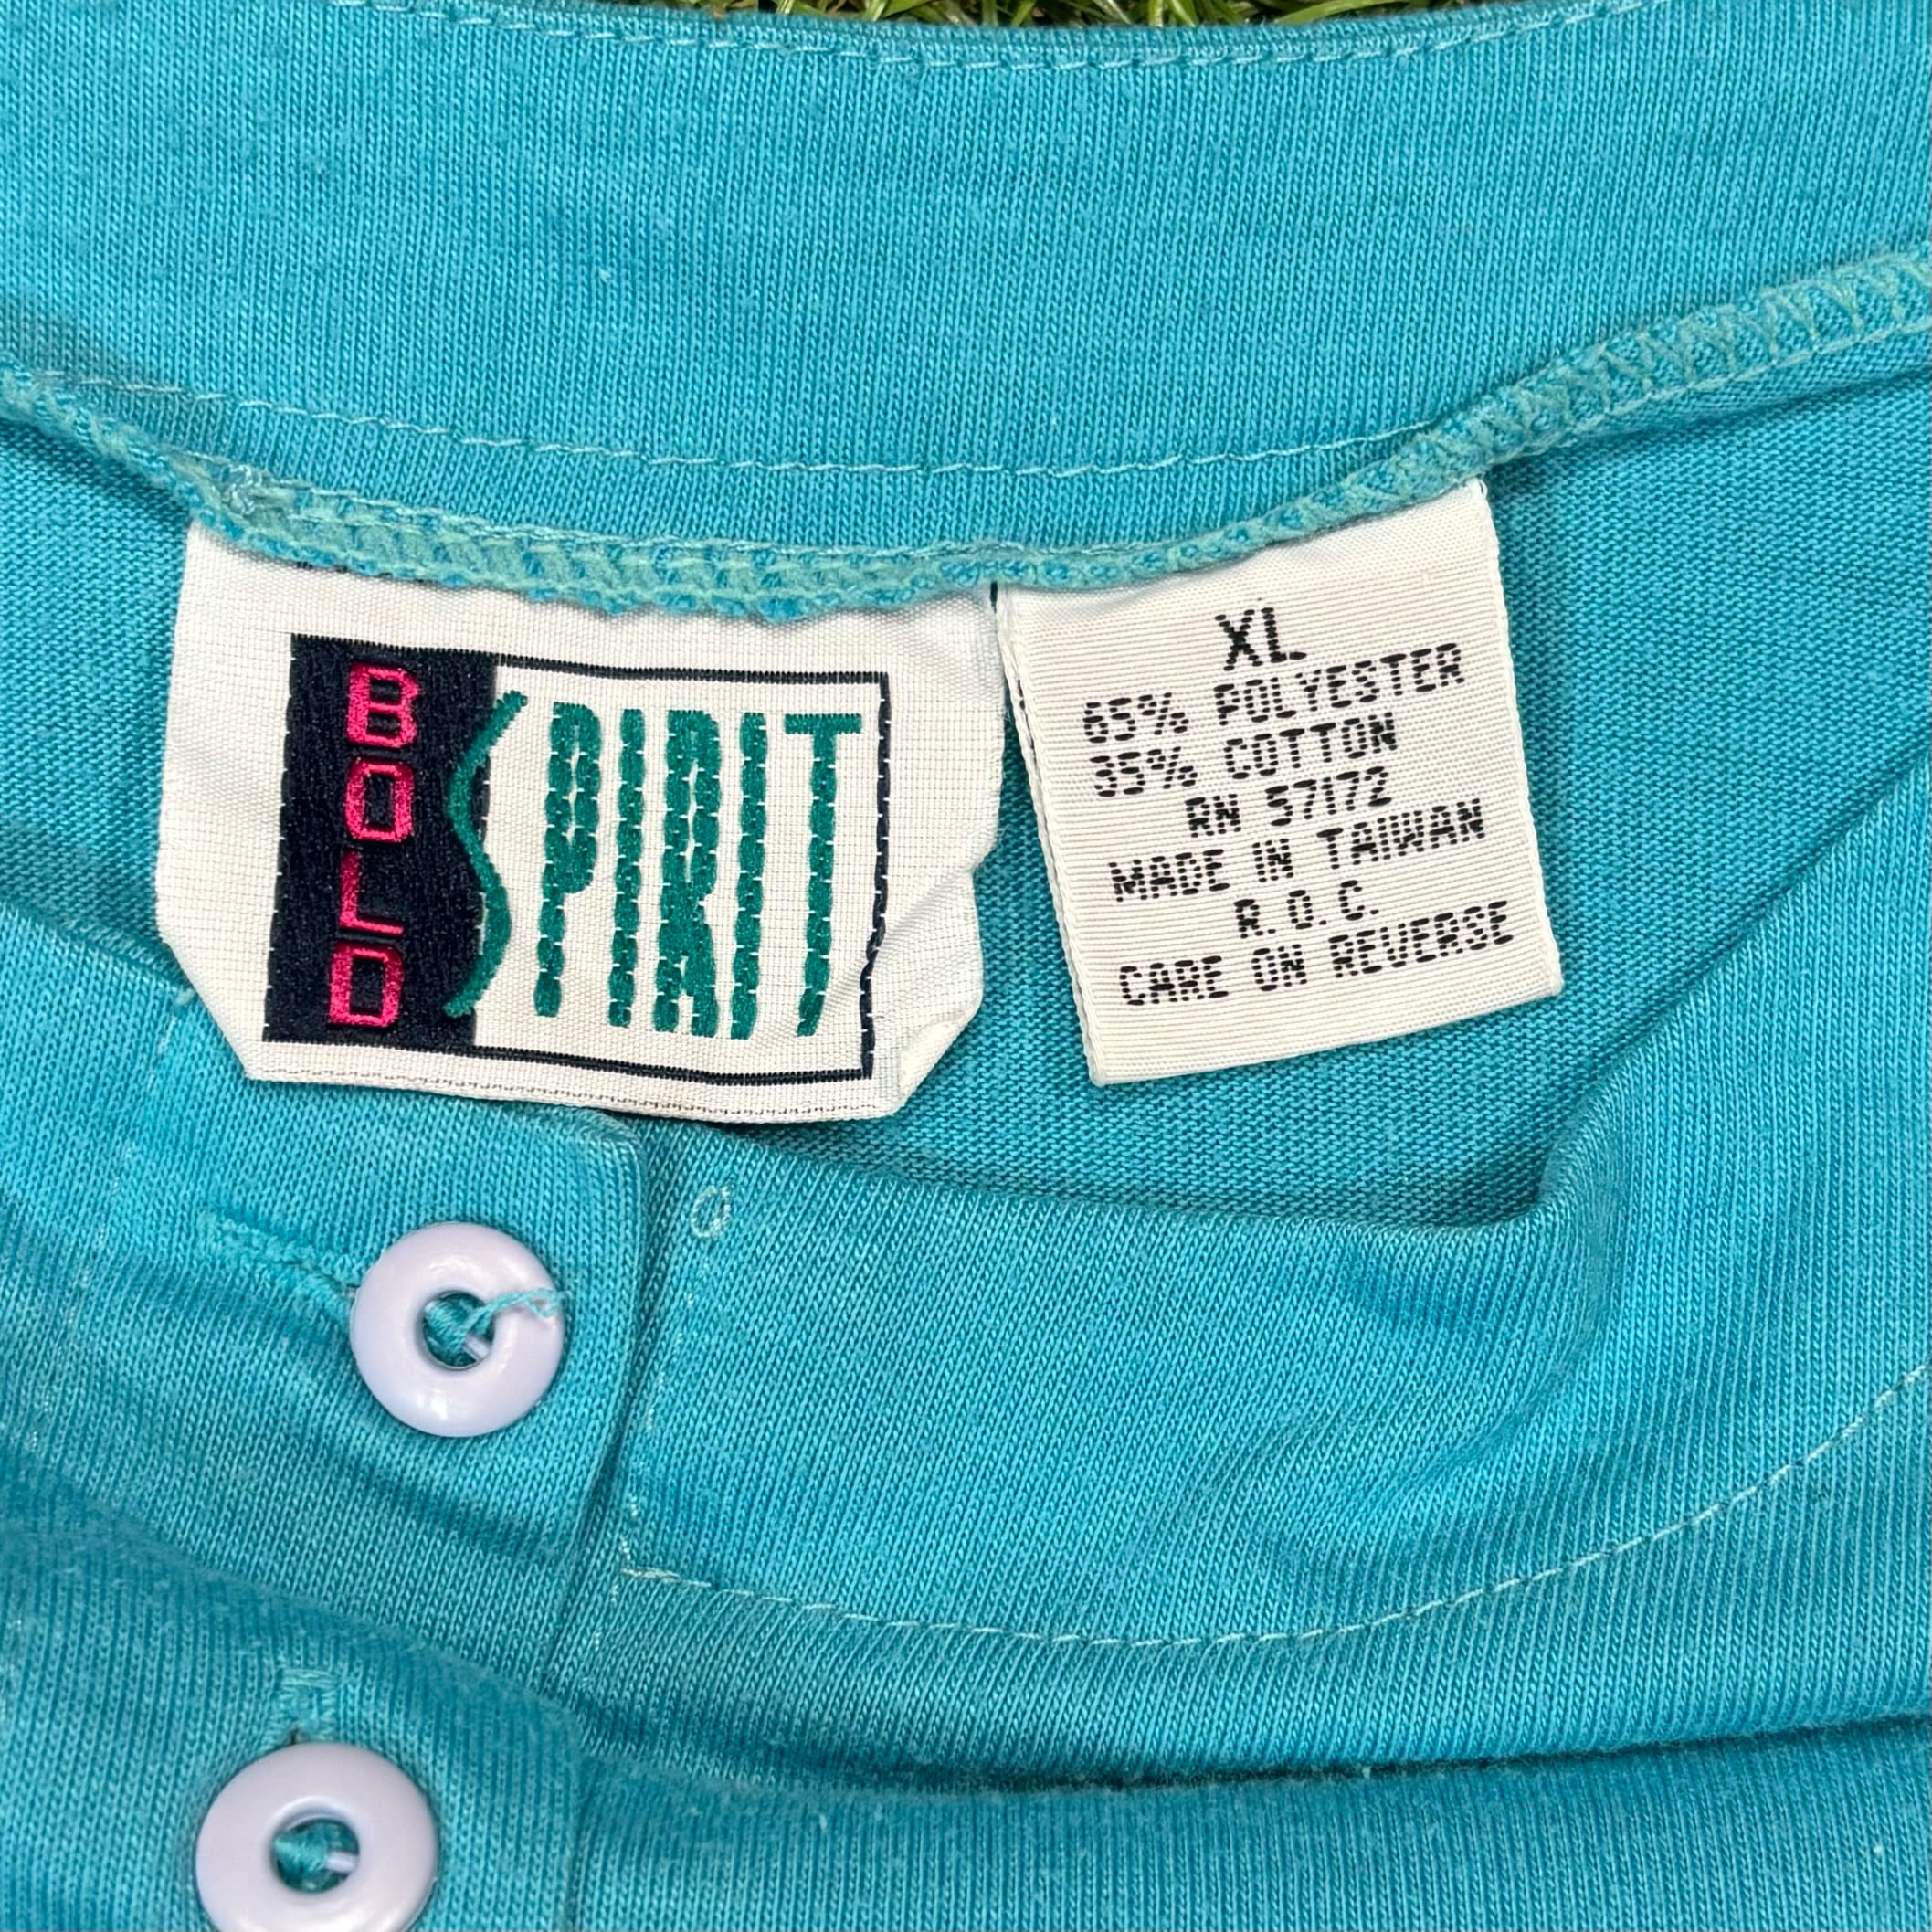 BOLD
SPIRIT
XL
65% POLYESTER
35% COTTON
RN 57172
MADE IN TAIWAN
R.O.C.
CARE ON REVERSE